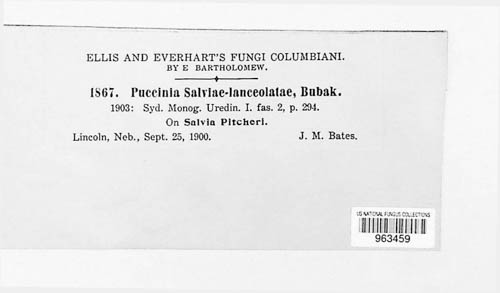 ELLIS AND EVERHART'S FUNGI COLUMBIANI.
BY E BARTHOLOMEW.
1867. Puccinia Salviae-lanceolatae, Bubak.
1903: Syd. Monog. Uredin. I. fas. 2, p. 294.
On Salvia Pitcheri.
Lincoln, Neb., Sept. 25, 1900. J. M. Bates.
US NATIONAL FUNGUS COLLECTIONS
963459